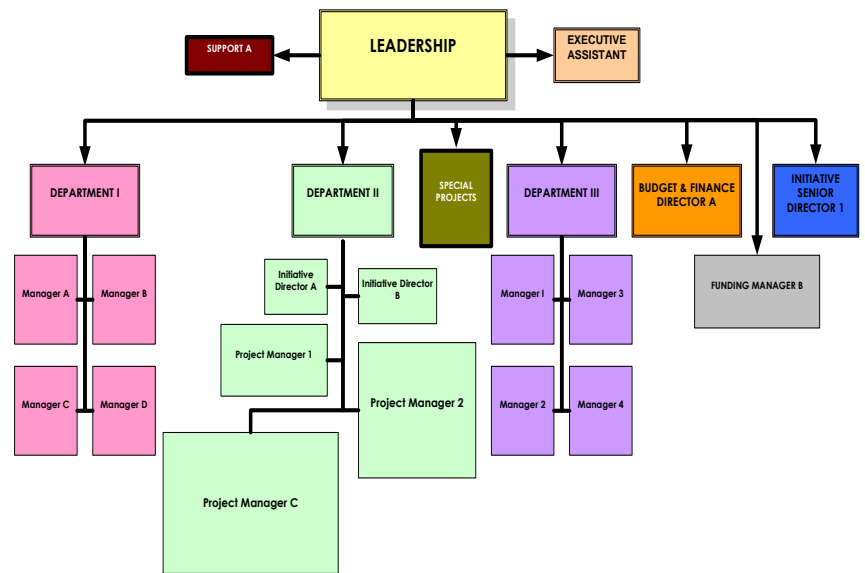 SUPPORT A
LEADERSHIP
EXECUTIVE
ASSISTANT
DEPARTMENT I
DEPARTMENT II
SPECIAL
PROJECTS
DEPARTMENT III
BUDGET & FINANCE
DIRECTOR A
INITIATIVE
SENIOR
DIRECTOR 1
Manager A
Manager B
Initiative
Director A
Initiative Director
B
Manager I
Manager 3
FUNDING MANAGER B
Project Manager 1
Manager C
Manager D
Project Manager 2
Manager 2
Manager 4
Project Manager C